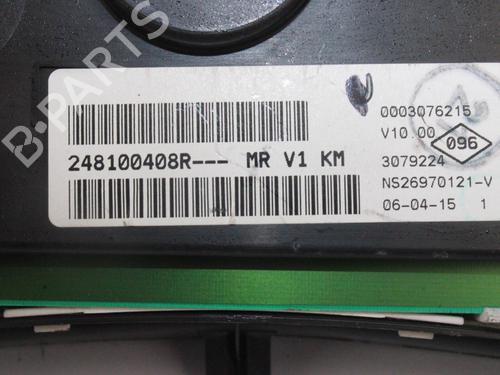 B-PARTS
0003076215
V10.00
096
248100408R--- MR V1 KM
3079224
NS26970121-V
06-04-15 1